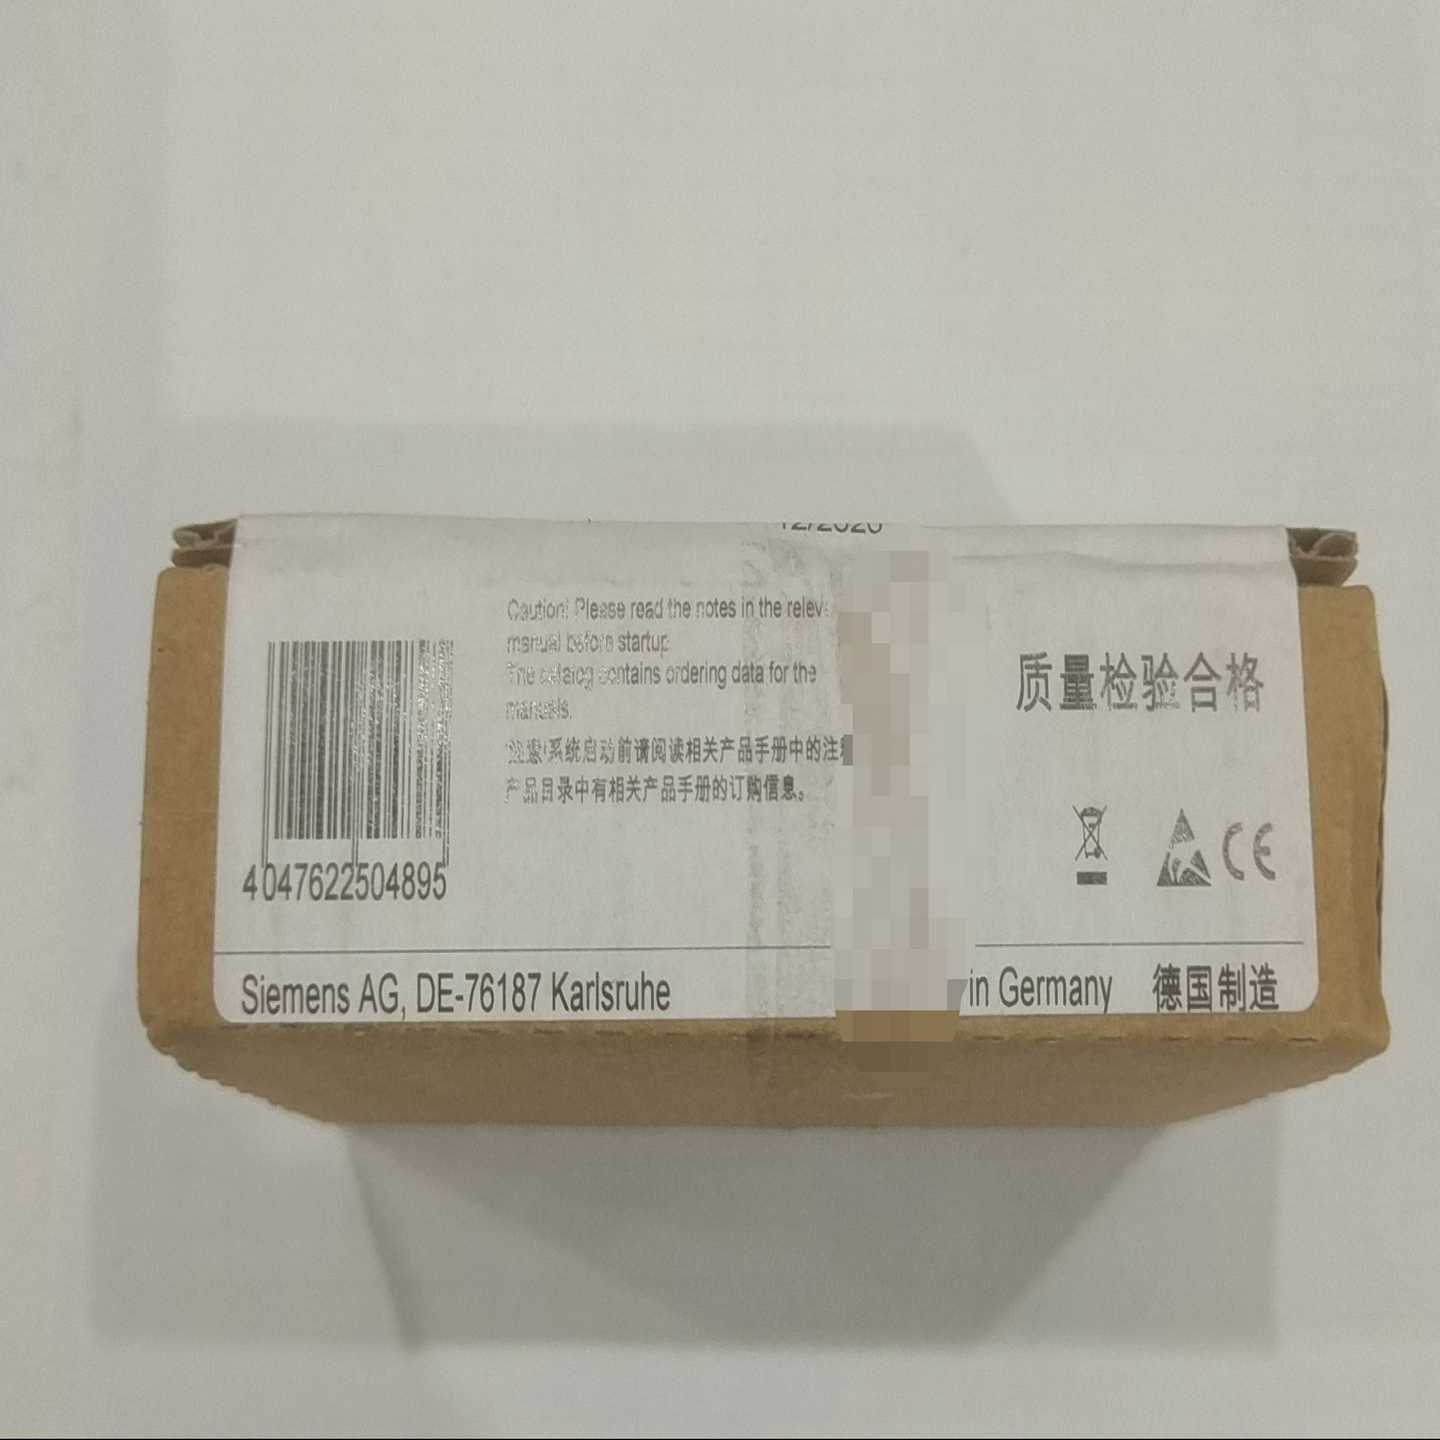 12/2020
Caution! Please read the notes in the
manual before startup
The catalog contains ordering data for the
manuals.
注意!系统启动前请阅读相关产品手册中的注
产品目录中有相关产品手册的订购信息。
质量检验合格
4047622504895
CE
Siemens AG, DE-76187 Karlsruhe
in Germany 德国制造